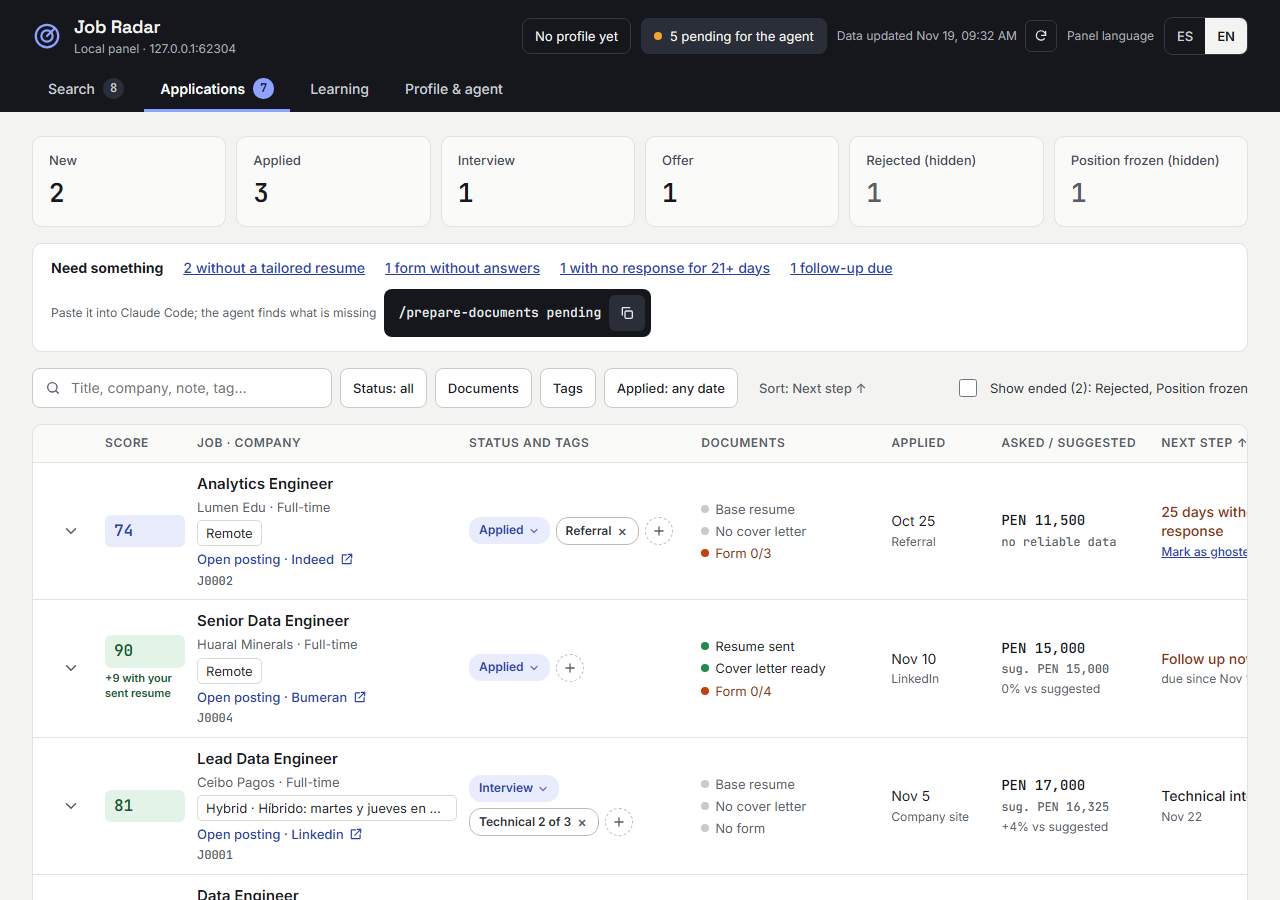 Job Radar
Local panel · 127.0.0.1:62304
No profile yet
5 pending for the agent
Data updated Nov 19, 09:32 AM
Panel language
ES
EN
Search 8
Applications 7
Learning
Profile & agent
New
2
Applied
3
Interview
1
Offer
1
Rejected (hidden)
1
Position frozen (hidden)
1
Need something
2 without a tailored resume
1 form without answers
1 with no response for 21+ days
1 follow-up due
Paste it into Claude Code; the agent finds what is missing
/prepare-documents pending
Title, company, note, tag...
Status: all
Documents
Tags
Applied: any date
Sort: Next step ↑
Show ended (2): Rejected, Position frozen
SCORE
JOB · COMPANY
STATUS AND TAGS
DOCUMENTS
APPLIED
ASKED / SUGGESTED
NEXT STEP ↑
74
Analytics Engineer
Lumen Edu · Full-time
Remote
Open posting · Indeed
J0002
Applied
Referral ×
+
Base resume
No cover letter
Form 0/3
Oct 25
Referral
PEN 11,500
no reliable data
25 days with
response
Mark as ghoste
90
+9 with your
sent resume
Senior Data Engineer
Huaral Minerals · Full-time
Remote
Open posting · Bumeran
J0004
Applied
+
Resume sent
Cover letter ready
Form 0/4
Nov 10
LinkedIn
PEN 15,000
sug. PEN 15,000
0% vs suggested
Follow up no
due since Nov
81
Lead Data Engineer
Ceibo Pagos · Full-time
Hybrid · Híbrido: martes y jueves en ...
Open posting · Linkedin
J0001
Interview
Technical 2 of 3 ×
+
Base resume
No cover letter
No form
Nov 5
Company site
PEN 17,000
sug. PEN 16,325
+4% vs suggested
Technical int
Nov 22
Data Engineer